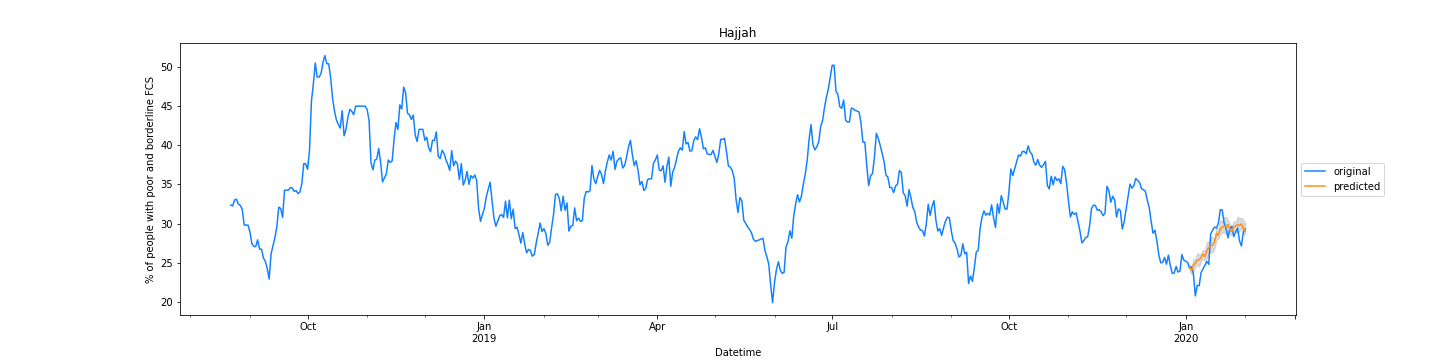 Hajjah
% of people with poor and borderline FCS
50
45
40
35
30
25
20
Oct
Jan
2019
Apr
Jul
Oct
Jan
2020
Datetime
original
predicted